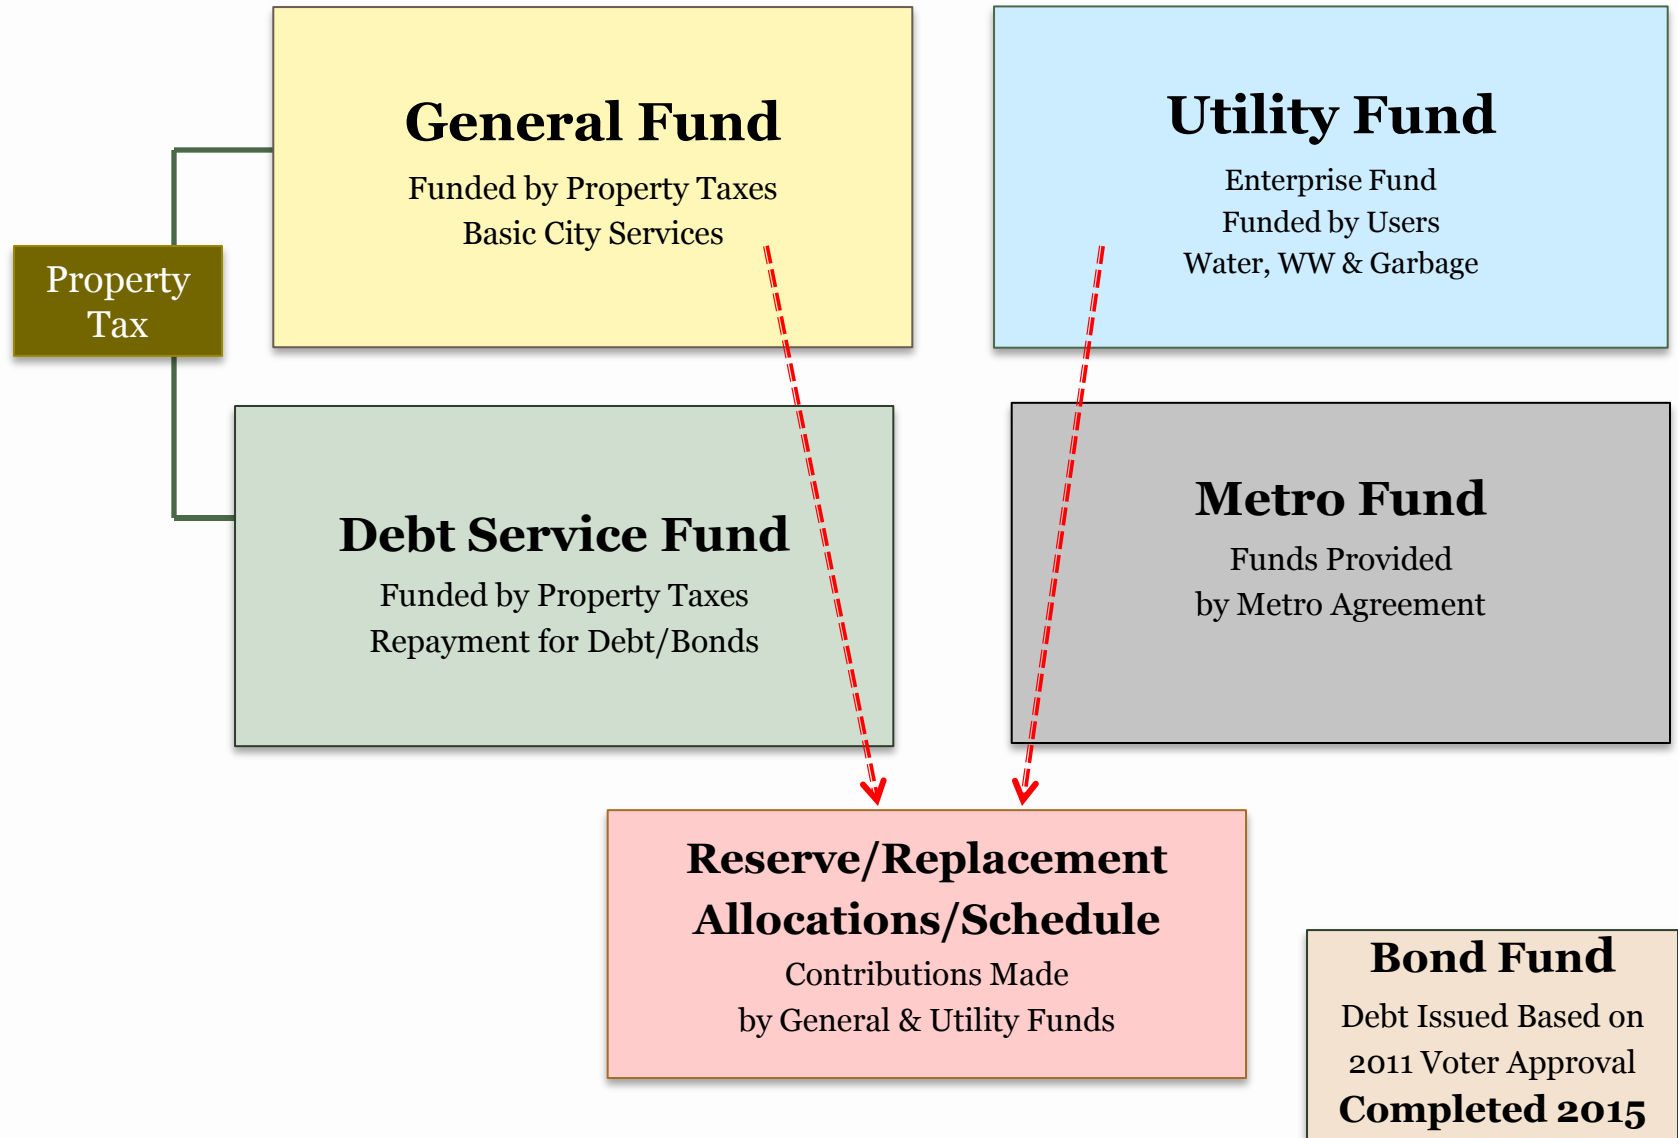 General Fund
Funded by Property Taxes
Basic City Services
Utility Fund
Enterprise Fund
Funded by Users
Water, WW & Garbage
Property
Tax
Debt Service Fund
Funded by Property Taxes
Repayment for Debt/Bonds
Metro Fund
Funds Provided
by Metro Agreement
Reserve/Replacement
Allocations/Schedule
Contributions Made
by General & Utility Funds
Bond Fund
Debt Issued Based on
2011 Voter Approval
Completed 2015